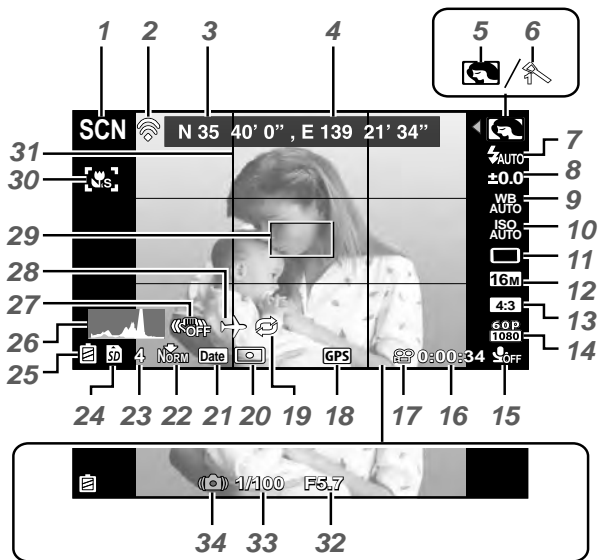 1 2 3 4 5 6
/
SCN N 35 40' 0" , E 139 21' 34"
31
7
AUTO
±0.0 8
30 S
WB AUTO 9
ISO AUTO 10
29
11
28
16M 12
27 OFF
4:3 13
26
60p 1080 14
25 SD 4 NORM Date GPS 0:00:34 OFF 15
24 23 22 21 20 19 18 17 16
1/100 F5.7
34 33 32